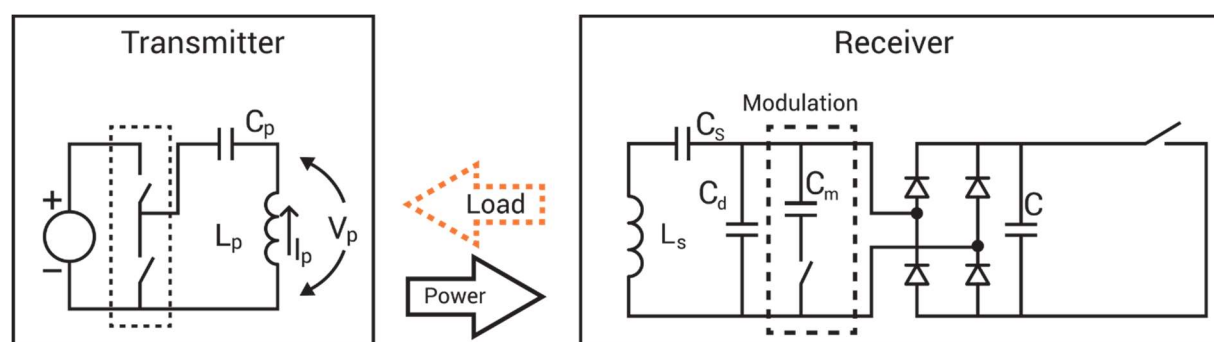 Transmitter
Receiver
Modulation
Cp
Cs
+
−
Lp
Ip
Vp
Load
Power
Ls
Cd
Cm
C